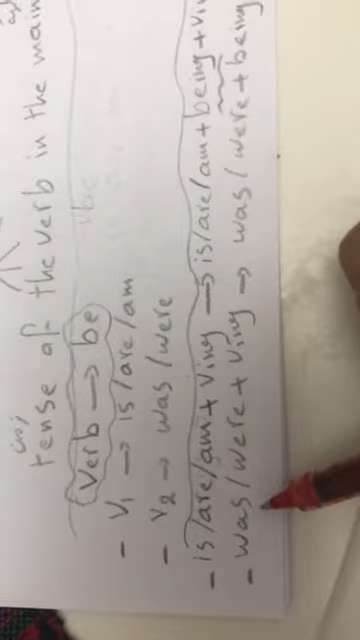 tense of the verb in the main
Verb → be
- V1 → is/are/am
- V2 → was/were
- is/are/am + Ving → is/are/am + being +
- was/were + Ving → was/were + being